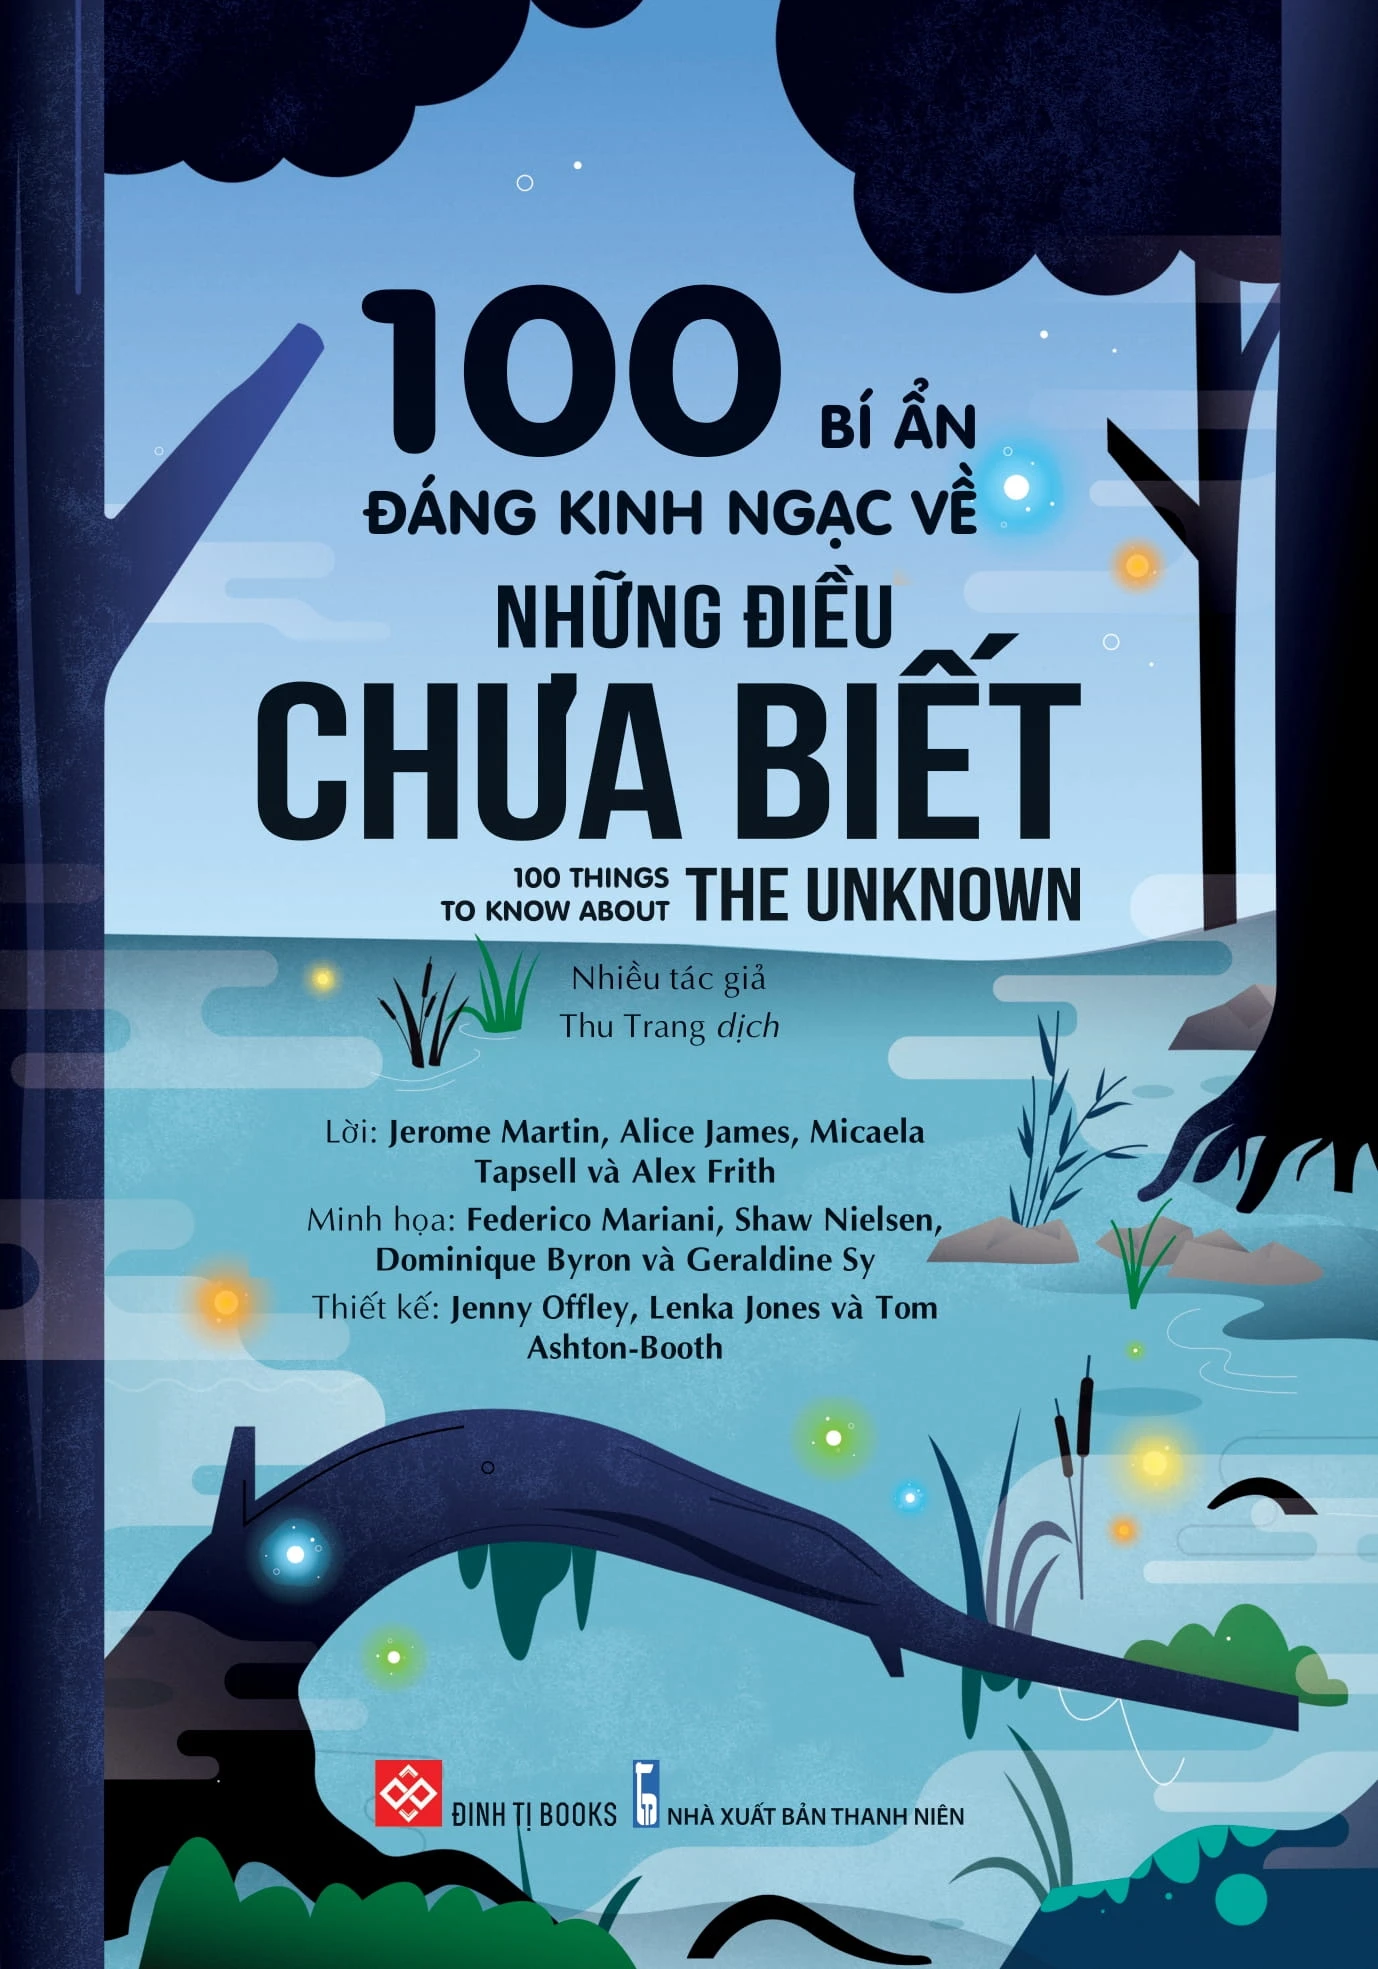 100 BÍ ẨN
ĐÁNG KINH NGẠC VỀ
NHỮNG ĐIỀU
CHƯA BIẾT
100 THINGS
TO KNOW ABOUT THE UNKNOWN
Nhiều tác giả
Thu Trang dịch
Lời: Jerome Martin, Alice James, Micaela
Tapsell và Alex Frith
Minh họa: Federico Mariani, Shaw Nielsen,
Dominique Byron và Geraldine Sy
Thiết kế: Jenny Offley, Lenka Jones và Tom
Ashton-Booth
ĐINH TỊ BOOKS NHÀ XUẤT BẢN THANH NIÊN